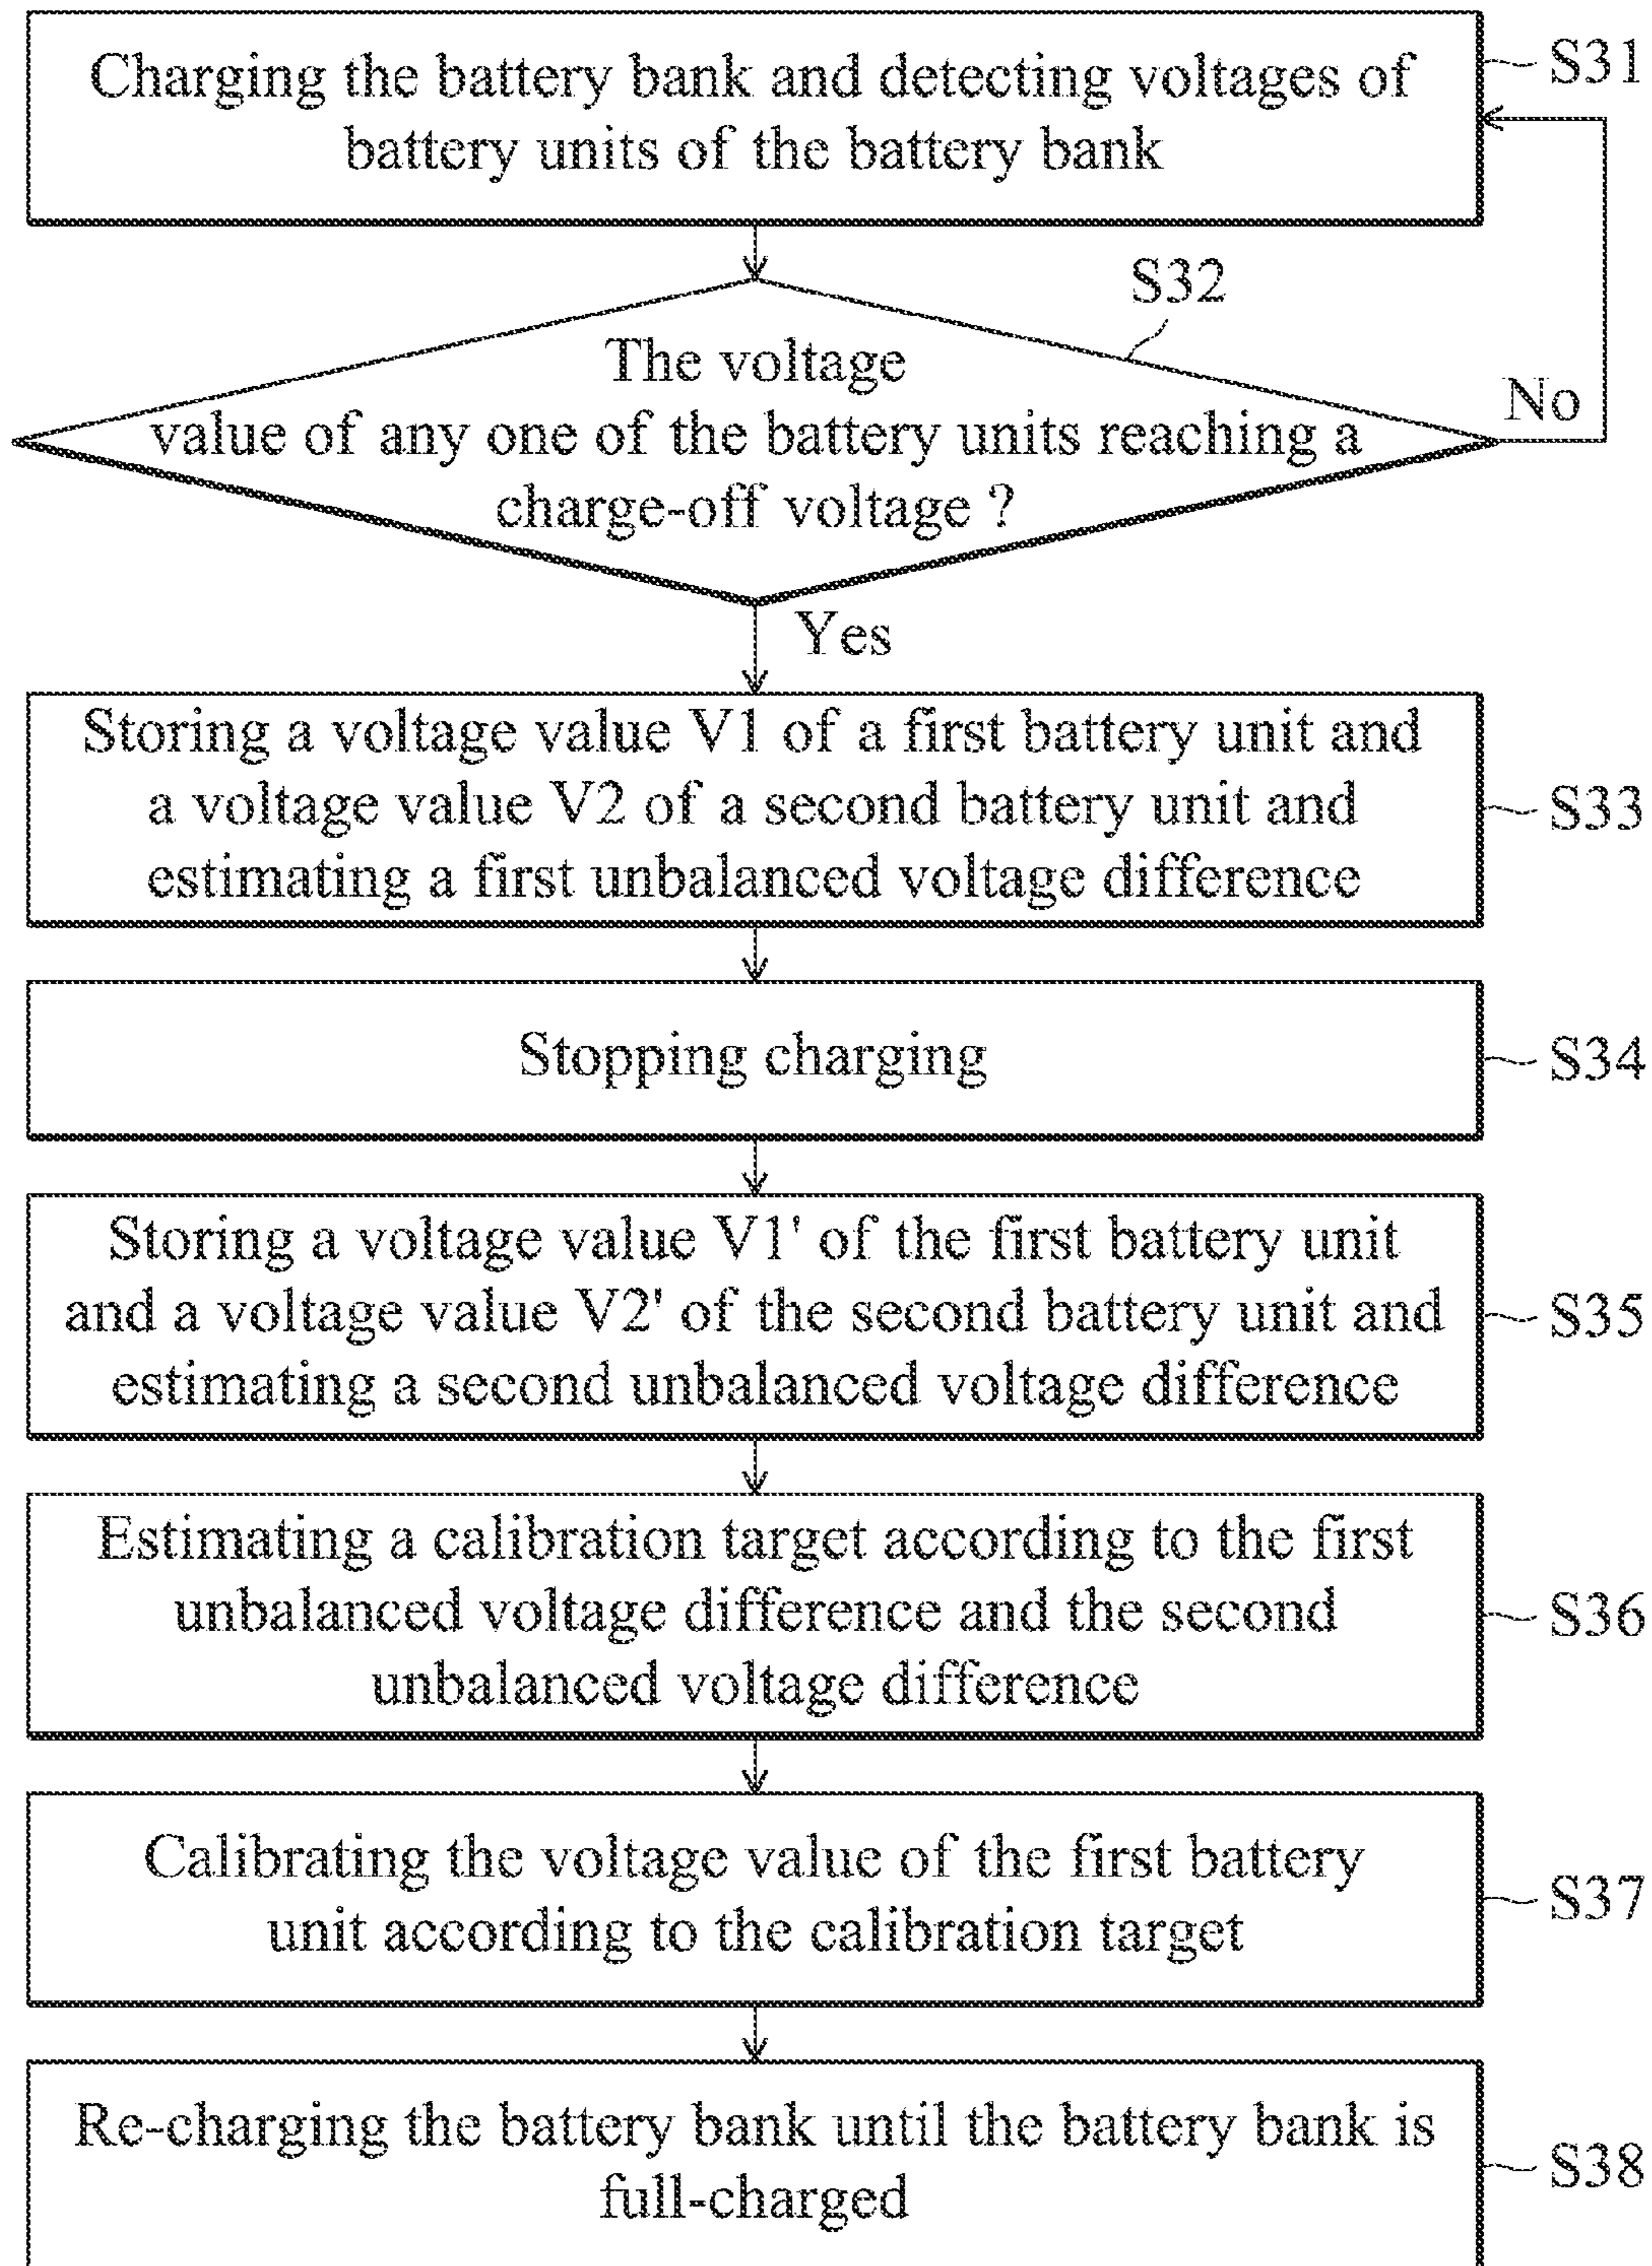 Charging the battery bank and detecting voltages of
battery units of the battery bank
S31
S32
The voltage
value of any one of the battery units reaching a
charge-off voltage ?
No
Yes
Storing a voltage value V1 of a first battery unit and
a voltage value V2 of a second battery unit and
estimating a first unbalanced voltage difference
S33
Stopping charging
S34
Storing a voltage value V1' of the first battery unit
and a voltage value V2' of the second battery unit and
estimating a second unbalanced voltage difference
S35
Estimating a calibration target according to the first
unbalanced voltage difference and the second
unbalanced voltage difference
S36
Calibrating the voltage value of the first battery
unit according to the calibration target
S37
Re-charging the battery bank until the battery bank is
full-charged
S38